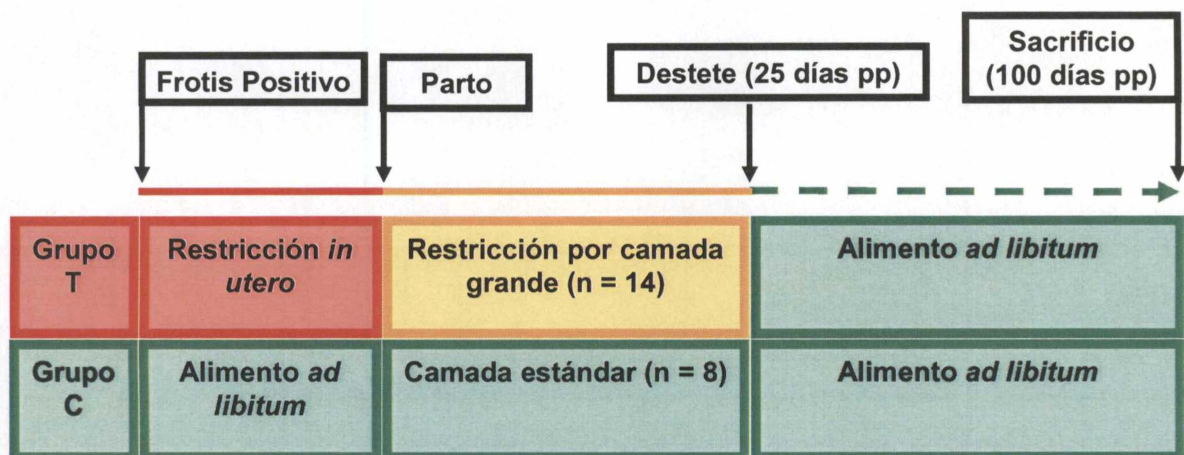 Frotis Positivo
Parto
Destete (25 días pp)
Sacrificio
(100 días pp)
Grupo
T
Restricción in
utero
Restricción por camada
grande (n = 14)
Alimento ad libitum
Grupo
C
Alimento ad
libitum
Camada estándar (n = 8)
Alimento ad libitum